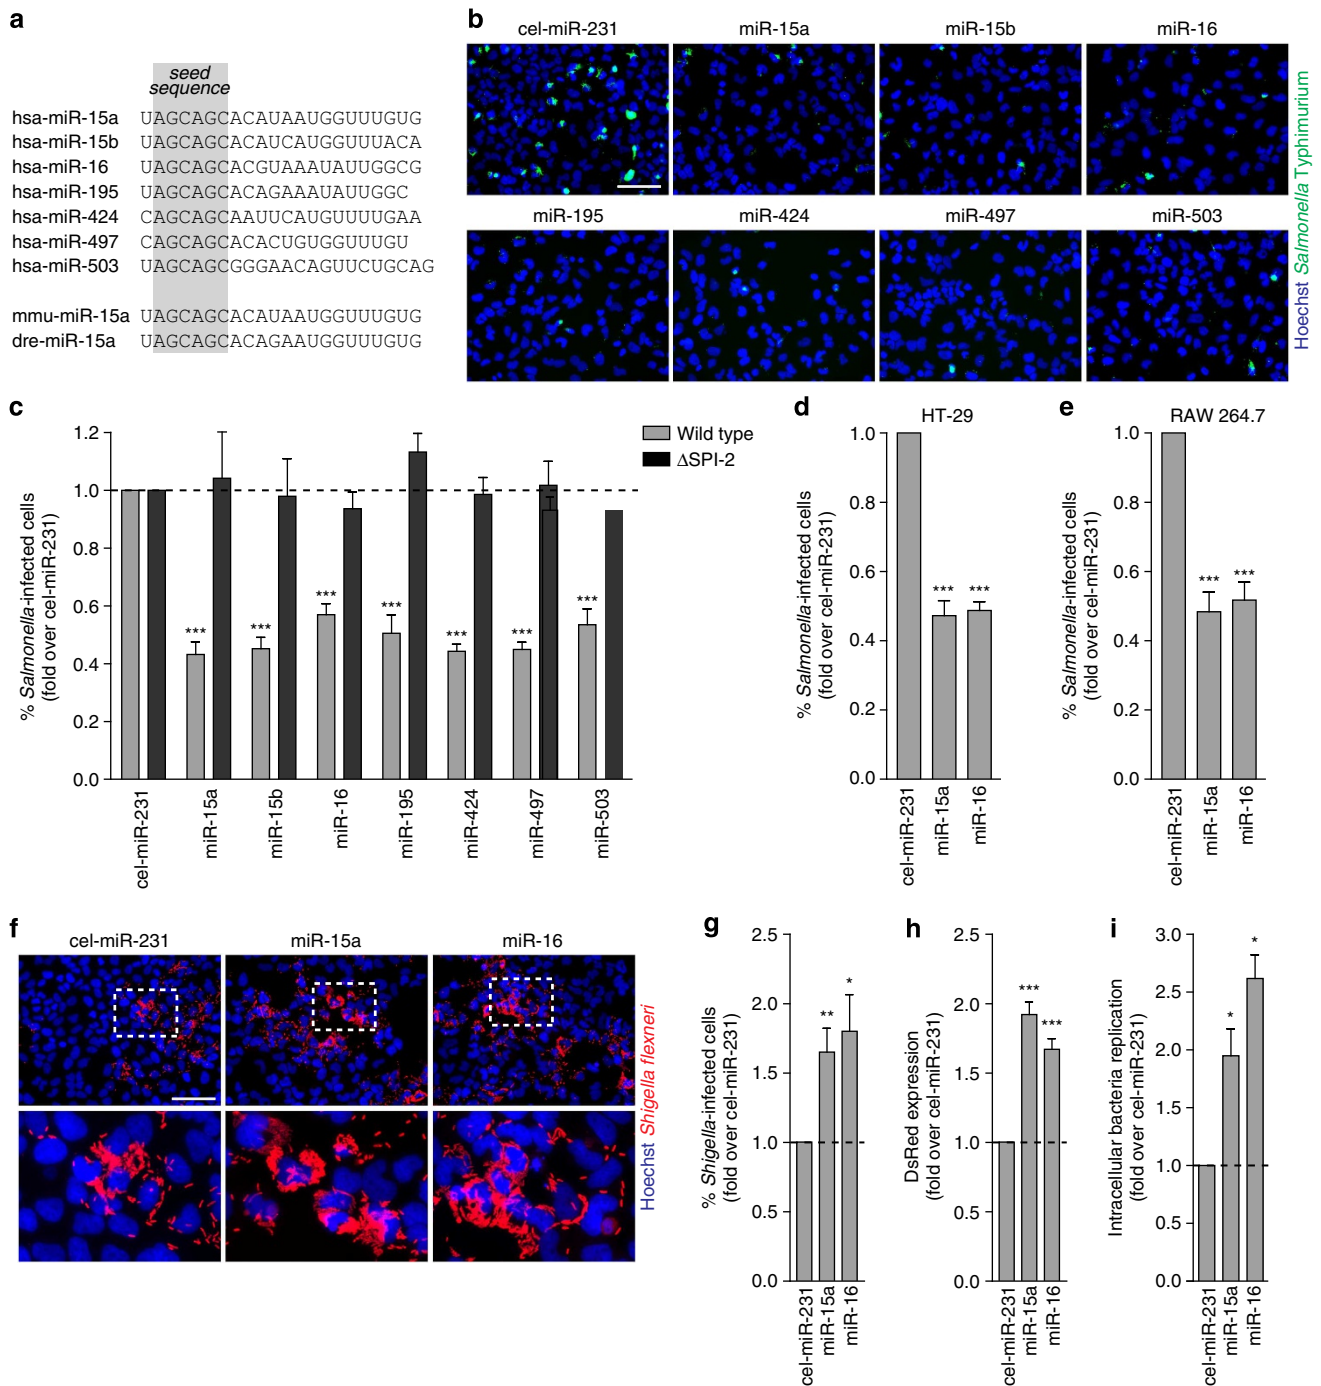 a
seed
sequence
hsa-miR-15a UAGCAGCACAUAAUGGUUUGUG
hsa-miR-15b UAGCAGCACAUCAUGGUUUACA
hsa-miR-16 UAGCAGCACGUAAAUAUUGGCG
hsa-miR-195 UAGCAGCACAGAAAUAUUGGC
hsa-miR-424 CAGCAGCAAUUCAUGUUUUGAA
hsa-miR-497 CAGCAGCACACUGUGGUUUGU
hsa-miR-503 UAGCAGCGGGAACAGUUCUGCAG
mmu-miR-15a UAGCAGCACAUAAUGGUUUGUG
dre-miR-15a UAGCAGCACAGAAUGGUUUGUG
b
cel-miR-231 miR-15a miR-15b miR-16
miR-195 miR-424 miR-497 miR-503
Hoechst Salmonella Typhimurium
c
% Salmonella-infected cells
(fold over cel-miR-231)
1.2
1.0
0.8
0.6
0.4
0.2
0.0
*** *** *** *** *** *** ***
cel-miR-231 miR-15a miR-15b miR-16 miR-195 miR-424 miR-497 miR-503
Wild type
ΔSPI-2
d
HT-29
% Salmonella-infected cells
(fold over cel-miR-231)
1.0
0.8
0.6
0.4
0.2
0.0
*** ***
cel-miR-231 miR-15a miR-16
e
RAW 264.7
% Salmonella-infected cells
(fold over cel-miR-231)
1.0
0.8
0.6
0.4
0.2
0.0
*** ***
cel-miR-231 miR-15a miR-16
f
cel-miR-231 miR-15a miR-16
Hoechst Shigella flexneri
g
% Shigella-infected cells
(fold over cel-miR-231)
2.5
2.0
1.5
1.0
0.5
0.0
** *
cel-miR-231 miR-15a miR-16
h
DsRed expression
(fold over cel-miR-231)
2.5
2.0
1.5
1.0
0.5
0.0
*** ***
cel-miR-231 miR-15a miR-16
i
Intracellular bacteria replication
(fold over cel-miR-231)
3.0
2.5
2.0
1.5
1.0
0.5
0.0
* *
cel-miR-231 miR-15a miR-16